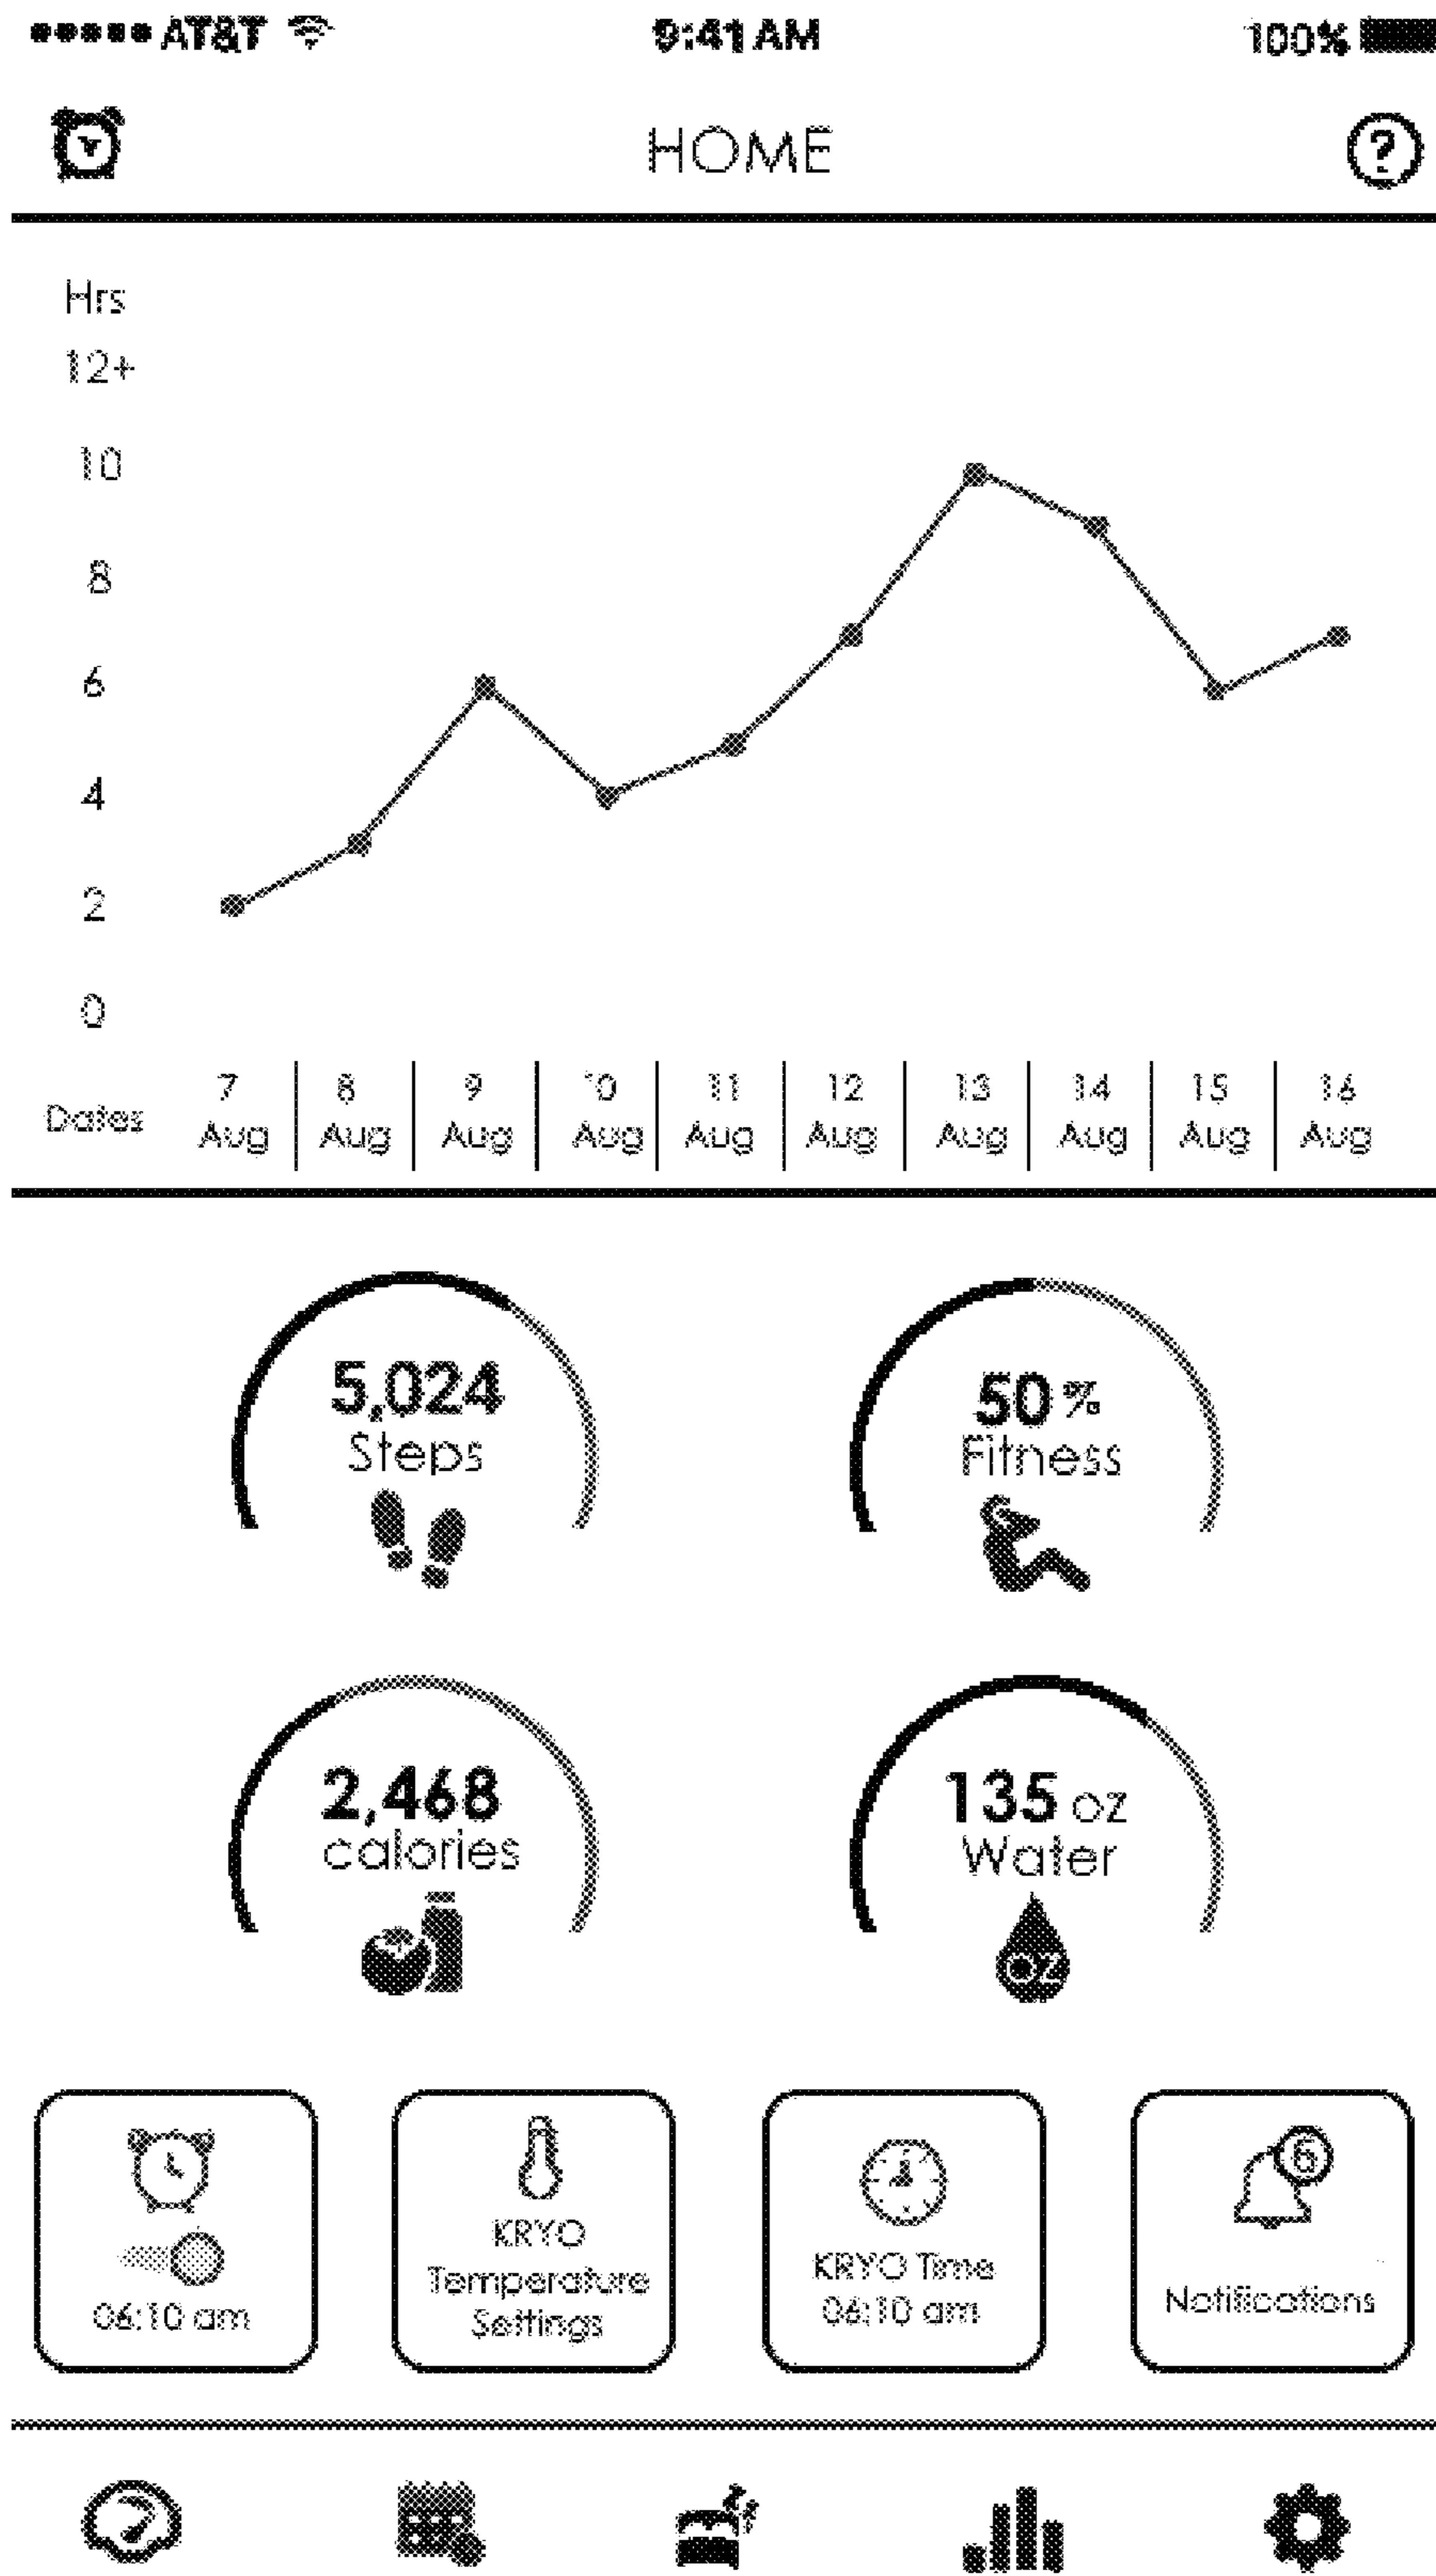 AT&T 9:41 AM 100%
HOME
Hrs
12+
10
8
6
4
2
0
Dates
7 Aug
8 Aug
9 Aug
10 Aug
11 Aug
12 Aug
13 Aug
14 Aug
15 Aug
16 Aug
5,024
Steps
50 %
Fitness
2,468
calories
135 oz
Water
oz
06:10 am
KRYO
Temperature
Settings
KRYO Time
06:10 am
6
Notifications